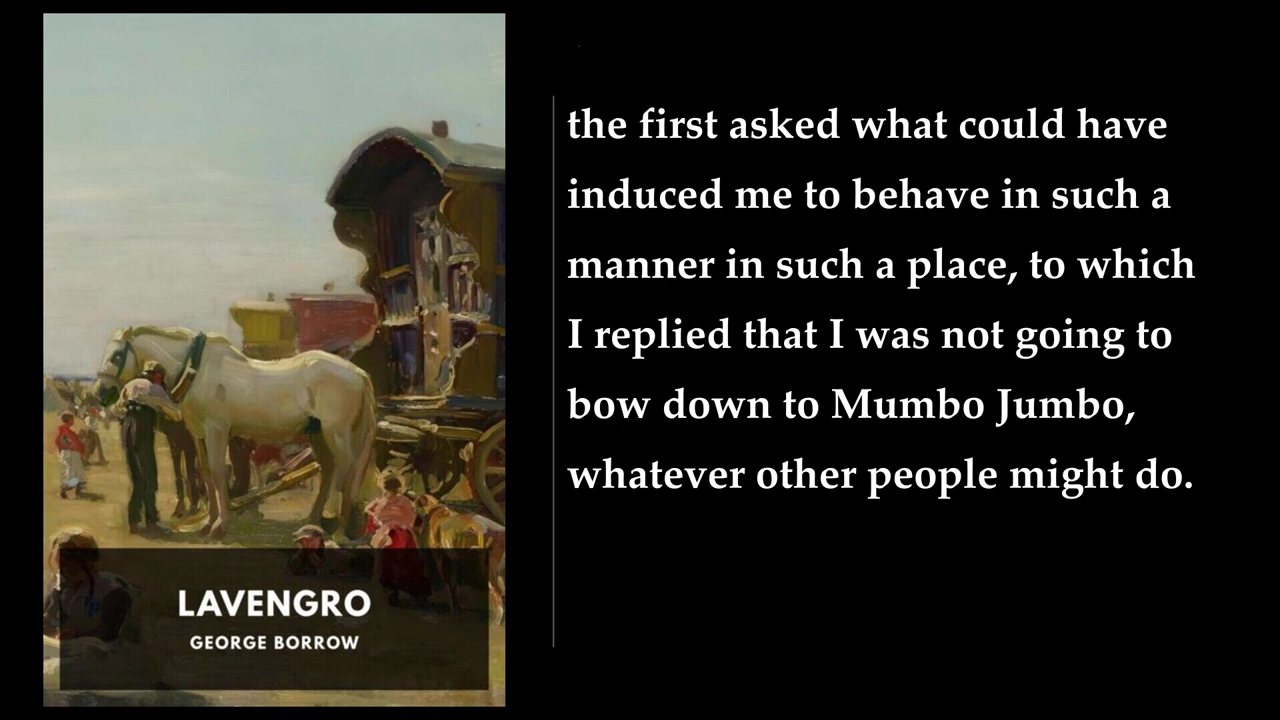 LAVENGRO
GEORGE BORROW
the first asked what could have
induced me to behave in such a
manner in such a place, to which
I replied that I was not going to
bow down to Mumbo Jumbo,
whatever other people might do.